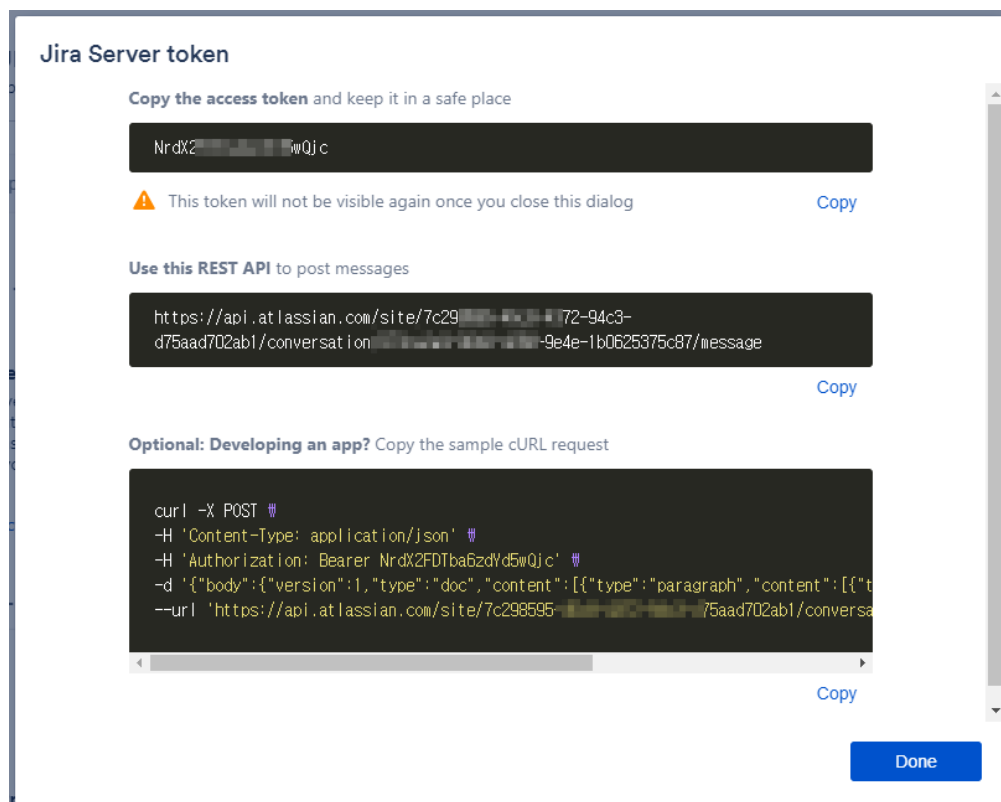 Jira Server token
Copy the access token and keep it in a safe place
NrdX2 wQjc
This token will not be visible again once you close this dialog
Copy
Use this REST API to post messages
https://api.atlassian.com/site/7c29 72-94c3-
d75aad702ab1/conversation -9e4e-1b0625375c87/message
Copy
Optional: Developing an app? Copy the sample cURL request
curl -X POST ₩
-H 'Content-Type: application/json' ₩
-H 'Authorization: Bearer NrdX2FDTba6zdYd5wQjc' ₩
-d '{"body":{"version":1,"type":"doc","content":[{"type":"paragraph","content":[{"t
--url 'https://api.atlassian.com/site/7c298595- 75aad702ab1/conversa
Copy
Done